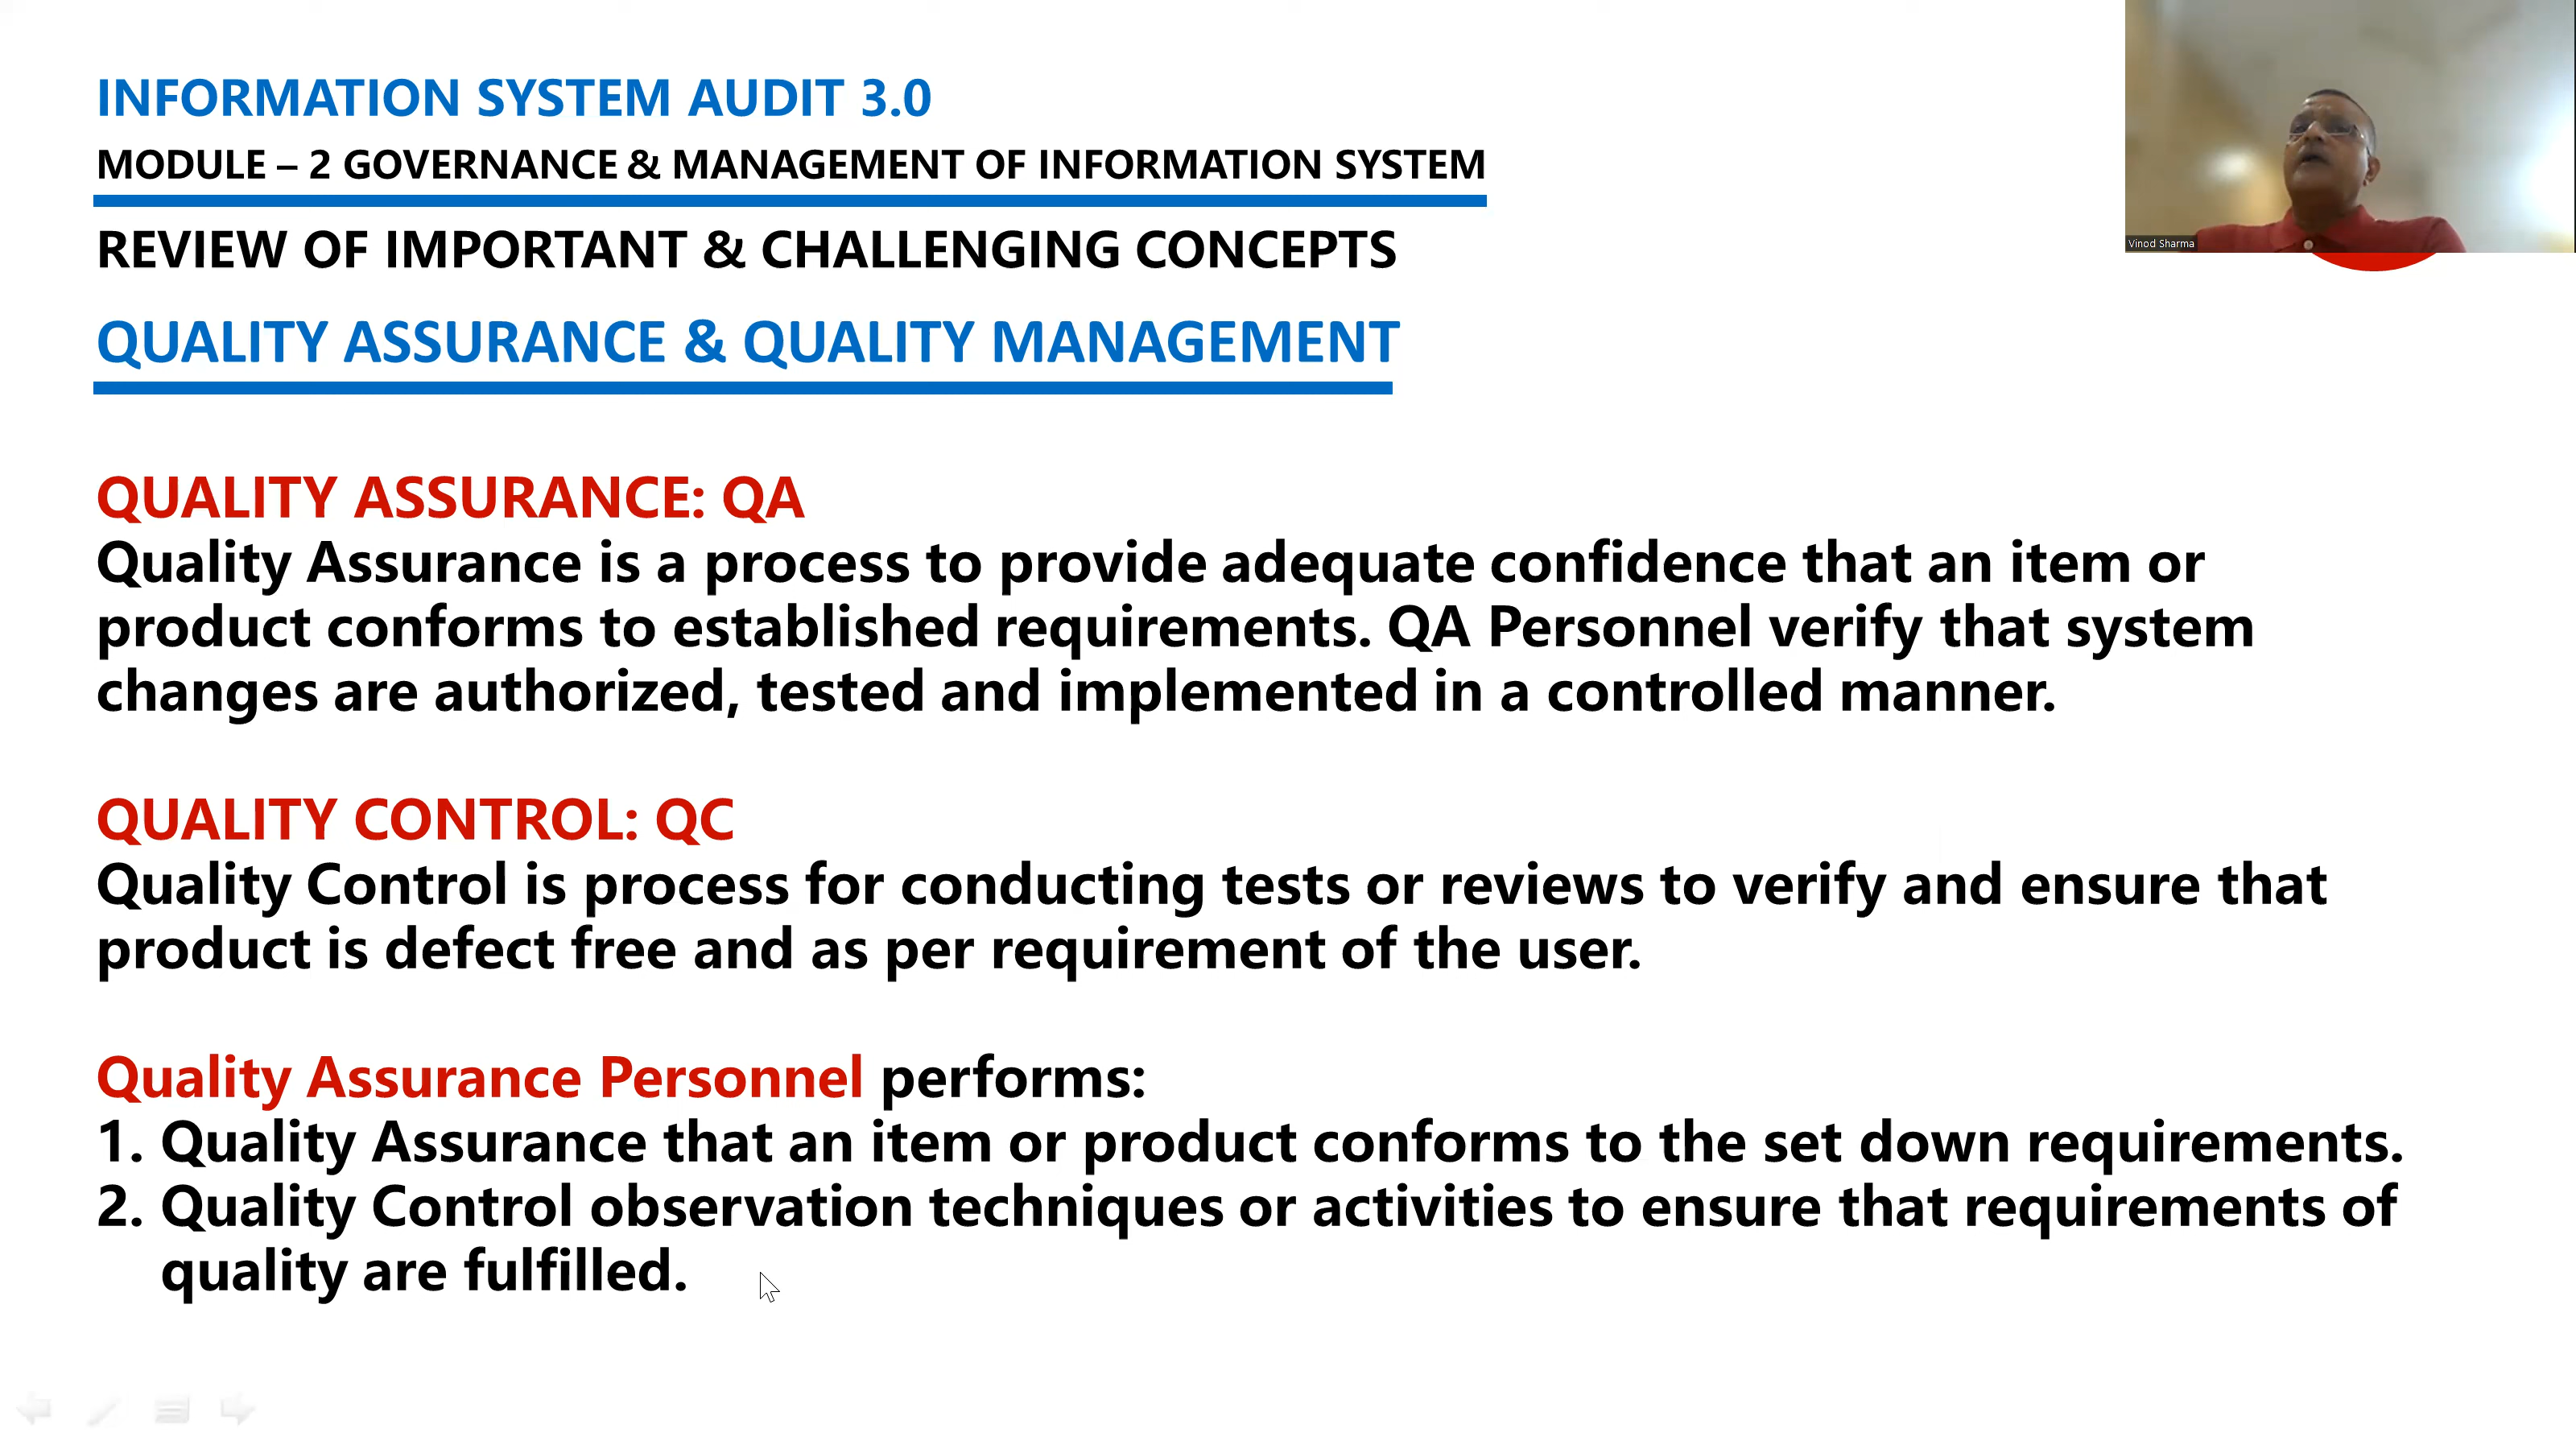 INFORMATION SYSTEM AUDIT 3.0
MODULE – 2 GOVERNANCE & MANAGEMENT OF INFORMATION SYSTEM
REVIEW OF IMPORTANT & CHALLENGING CONCEPTS
QUALITY ASSURANCE & QUALITY MANAGEMENT
QUALITY ASSURANCE: QA
Quality Assurance is a process to provide adequate confidence that an item or
product conforms to established requirements. QA Personnel verify that system
changes are authorized, tested and implemented in a controlled manner.
QUALITY CONTROL: QC
Quality Control is process for conducting tests or reviews to verify and ensure that
product is defect free and as per requirement of the user.
Quality Assurance Personnel performs:
1. Quality Assurance that an item or product conforms to the set down requirements.
2. Quality Control observation techniques or activities to ensure that requirements of
quality are fulfilled.
Vinod Sharma